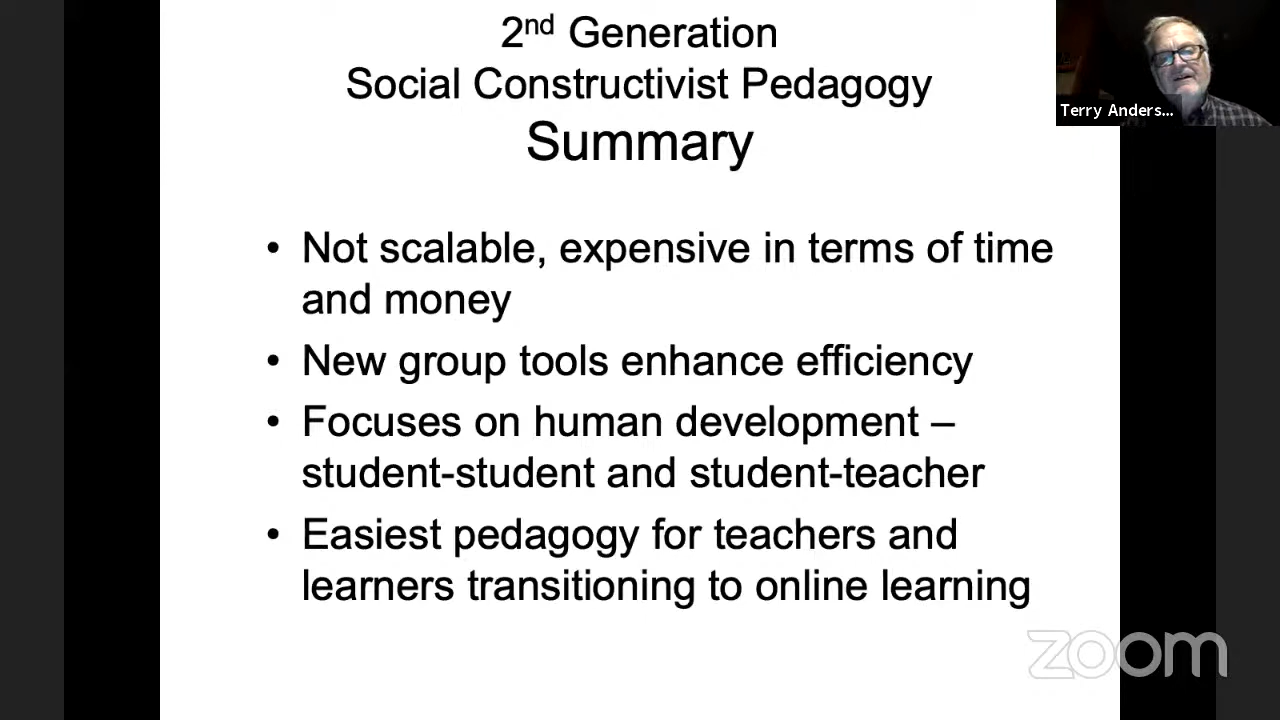 2nd Generation
Social Constructivist Pedagogy
Summary
• Not scalable, expensive in terms of time
and money
• New group tools enhance efficiency
• Focuses on human development –
student-student and student-teacher
• Easiest pedagogy for teachers and
learners transitioning to online learning
Terry Anders...
zoom